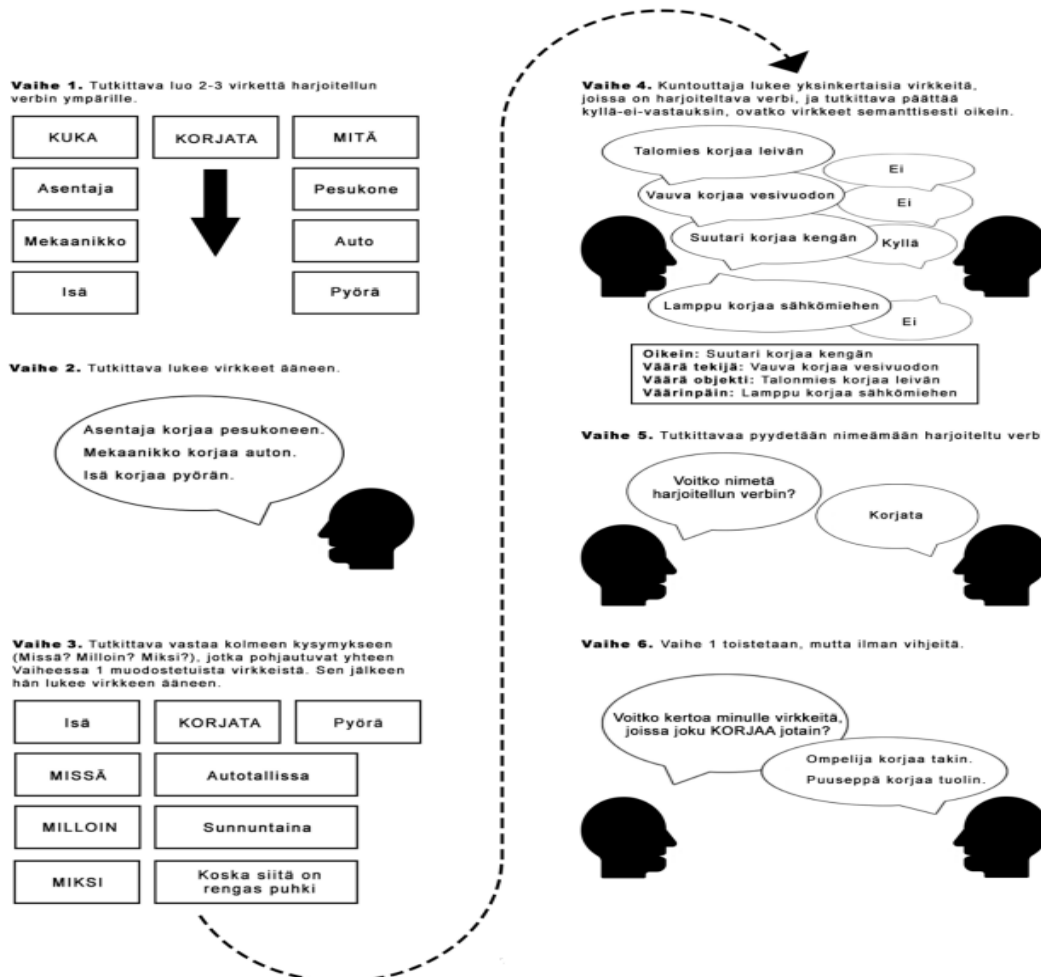 Vaihe 1. Tutkittava luo 2-3 virkettä harjoitellun
verbin ympärille.
KUKA
KORJATA
MITÄ
Asentaja
Pesukone
Mekaanikko
Auto
Isä
Pyörä
Vaihe 2. Tutkittava lukee virkkeet ääneen.
Asentaja korjaa pesukoneen.
Mekaanikko korjaa auton.
Isä korjaa pyörän.
Vaihe 3. Tutkittava vastaa kolmeen kysymykseen
(Missä? Milloin? Miksi?), jotka pohjautuvat yhteen
Vaiheessa 1 muodostetuista virkkeistä. Sen jälkeen
hän lukee virkkeen ääneen.
Isä
KORJATA
Pyörä
MISSÄ
Autotallissa
MILLOIN
Sunnuntaina
MIKSI
Koska siitä on
rengas puhki
Vaihe 4. Kuntouttaja lukee yksinkertaisia virkkeitä,
joissa on harjoiteltava verbi, ja tutkittava päättää
kyllä-ei-vastauksin, ovatko virkkeet semanttisesti oikein.
Talomies korjaa leivän
Ei
Vauva korjaa vesivuodon
Ei
Suutari korjaa kengän
Kyllä
Lamppu korjaa sähkömiehen
Ei
Oikein: Suutari korjaa kengän
Väärä tekijä: Vauva korjaa vesivuodon
Väärä objekti: Talonmies korjaa leivän
Väärinpäin: Lamppu korjaa sähkömiehen
Vaihe 5. Tutkittavaa pyydetään nimeämään harjoiteltu verb
Voitko nimetä
harjoitellun verbin?
Korjata
Vaihe 6. Vaihe 1 toistetaan, mutta ilman vihjeitä.
Voitko kertoa minulle virkkeitä,
joissa joku KORJAA jotain?
Ompelija korjaa takin.
Puuseppä korjaa tuolin.